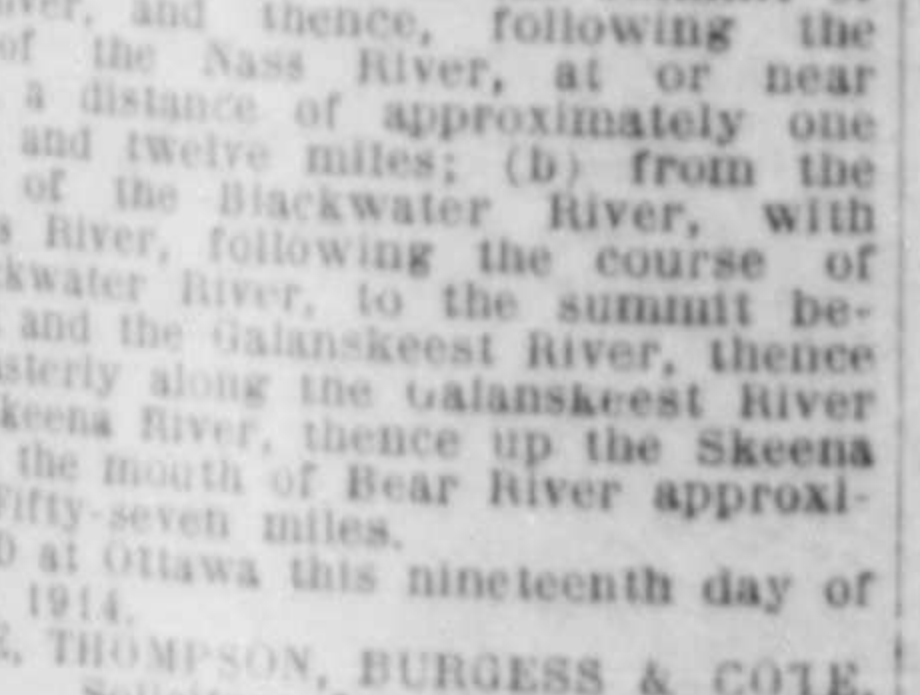 and thence, following the
of the Nass River, at or near
a distance of approximately one
and twelve miles; (b) from the
of the Blackwater River, with
s River, following the course of
kwater River, to the summit be-
and the Galanskeest River, thence
sterly along the Galanskeest River
keena River, thence up the Skeena
the mouth of Bear River approxi-
Fifty-seven miles.
D at Ottawa this nineteenth day of
1914.
THOMPSON, BURGESS & COTE,